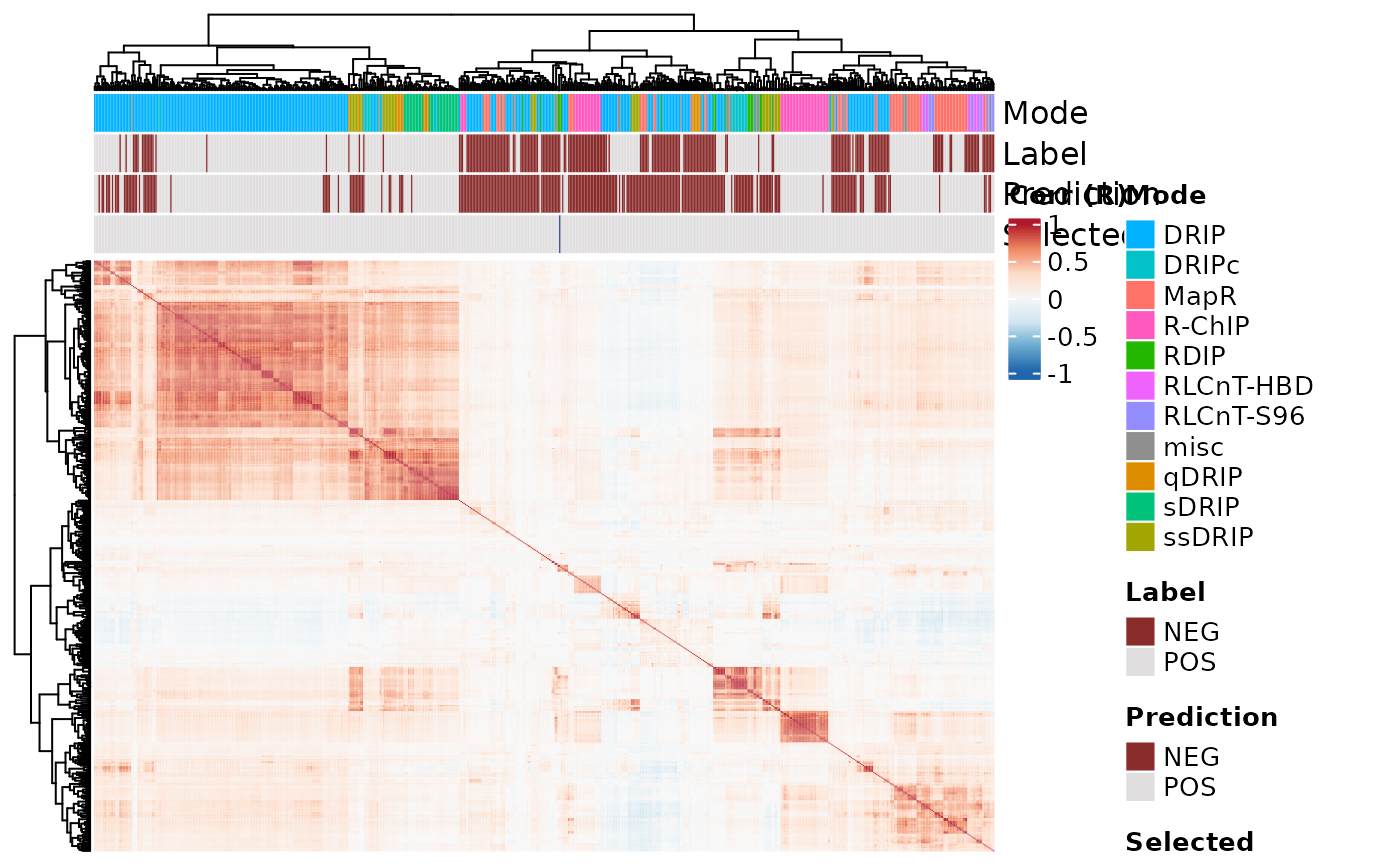 Mode
Label
Prediction
Selected
Corr (R)
1
0.5
0
-0.5
-1
Mode
DRIP
DRIPc
MapR
R-ChIP
RDIP
RLCnT-HBD
RLCnT-S96
misc
qDRIP
sDRIP
ssDRIP
Label
NEG
POS
Prediction
NEG
POS
Selected